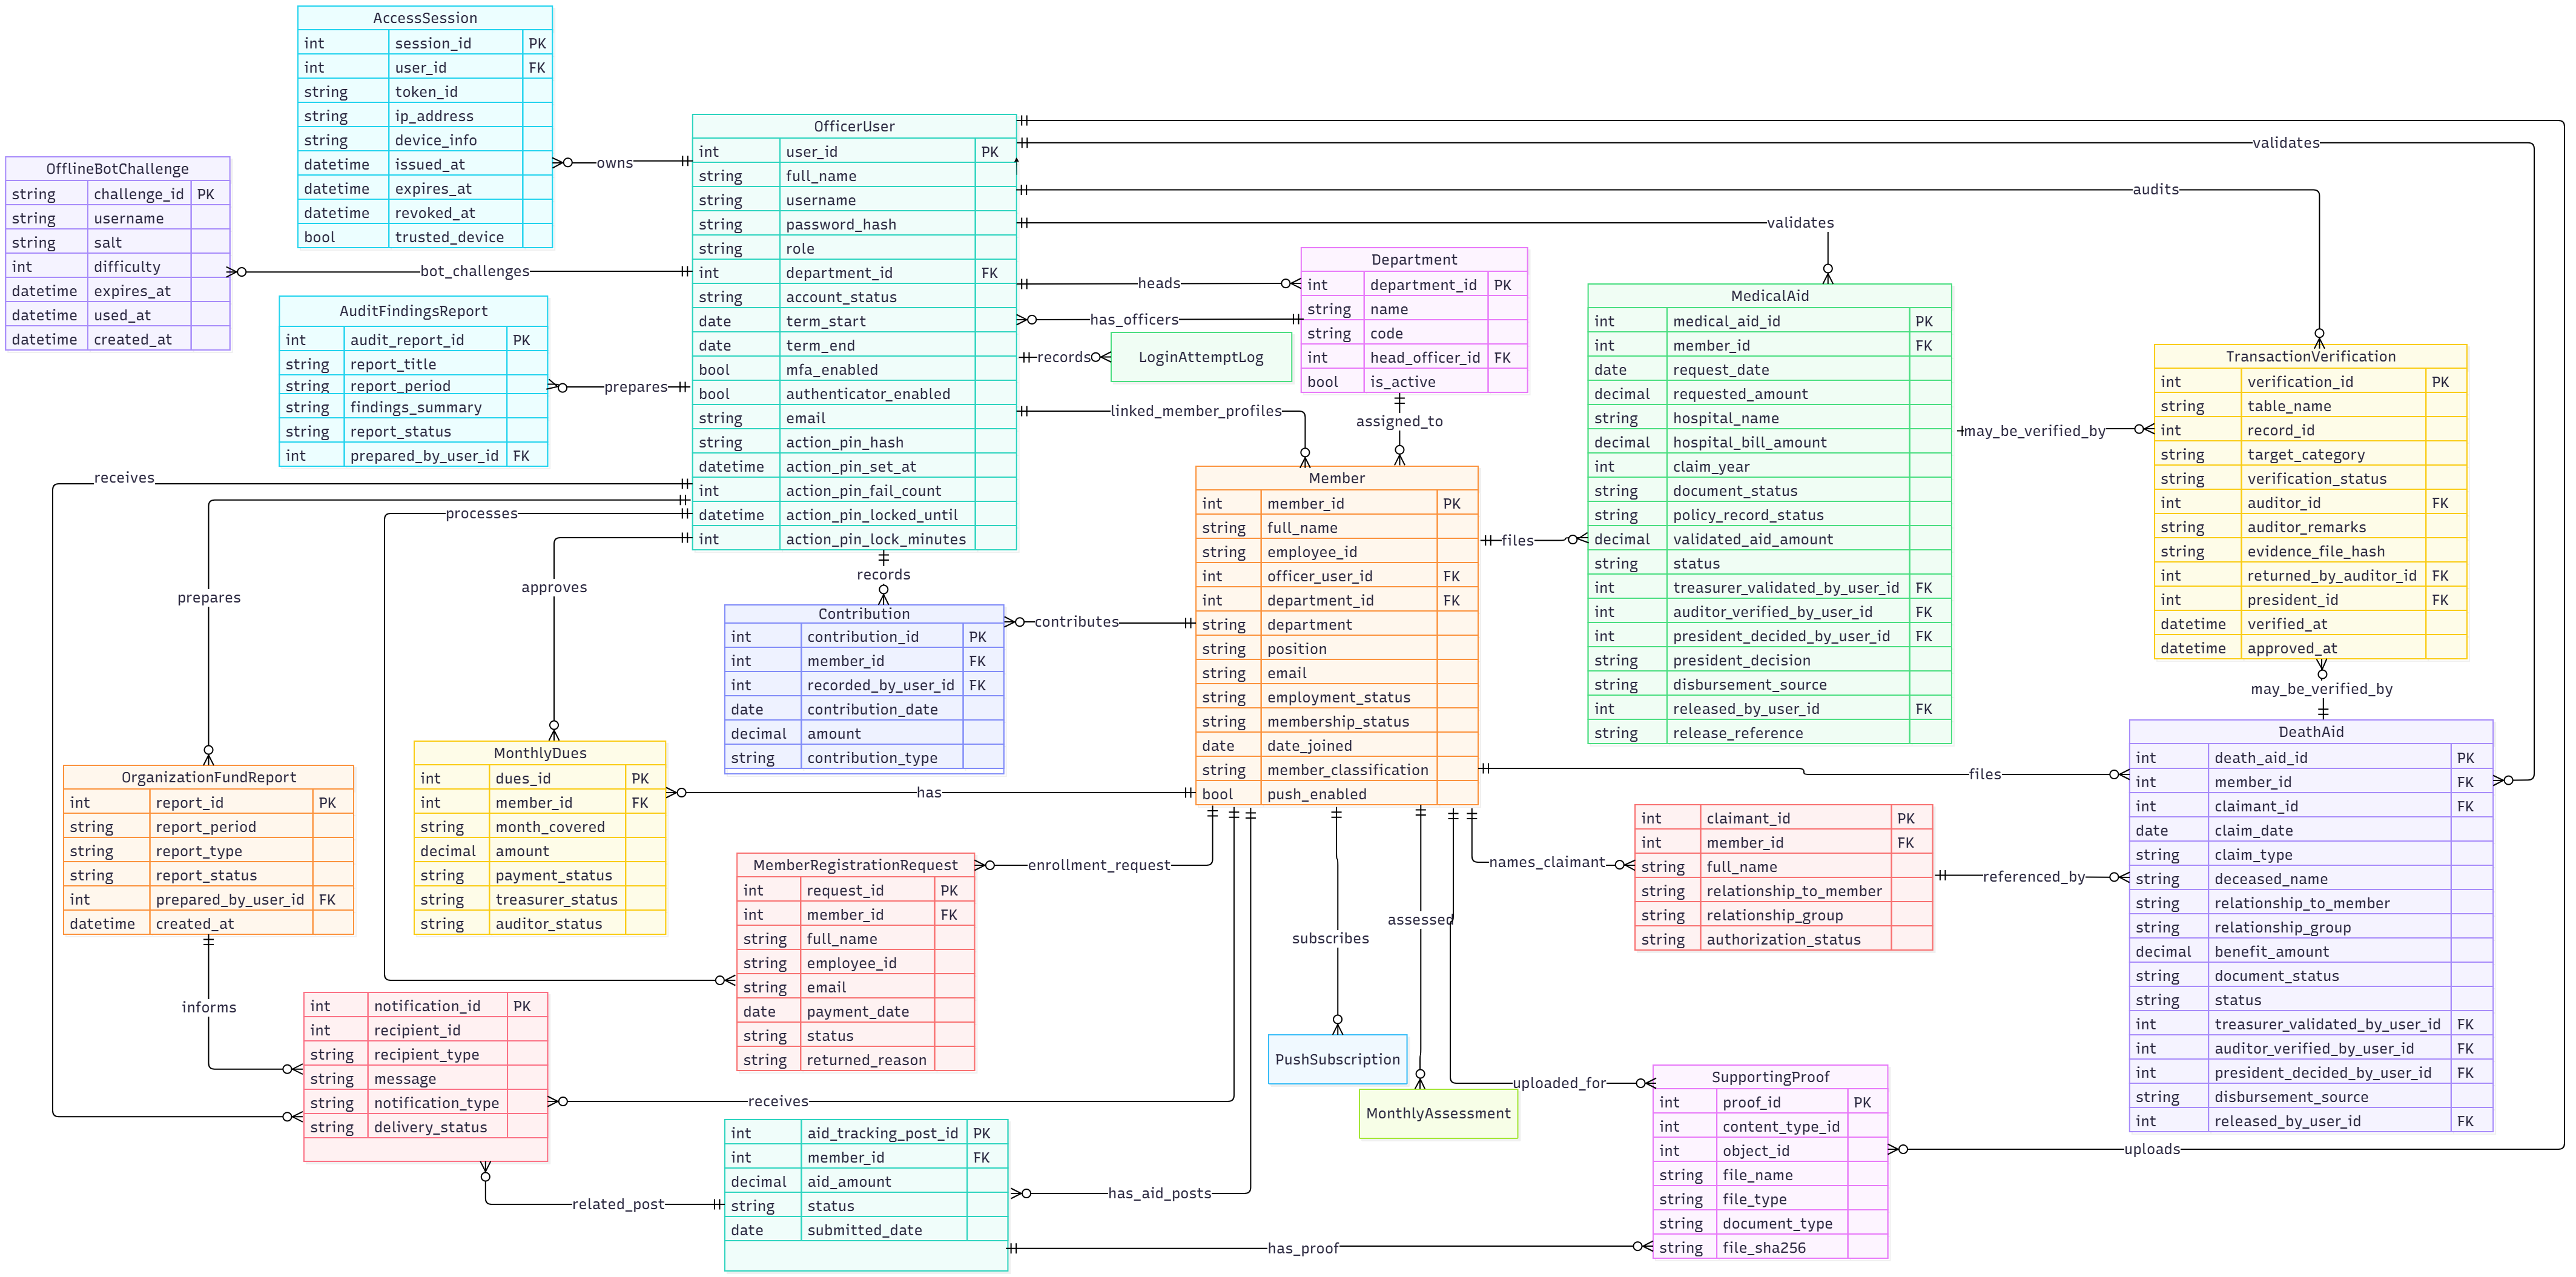 AccessSession
int session_id PK
int user_id FK
string token_id
string ip_address
string device_info
datetime issued_at
datetime expires_at
datetime revoked_at
bool trusted_device
owns
OfflineBotChallenge
string challenge_id PK
string username
string salt
int difficulty
datetime expires_at
datetime used_at
datetime created_at
bot_challenges
AuditFindingsReport
int audit_report_id PK
string report_title
string report_period
string findings_summary
string report_status
int prepared_by_user_id FK
prepares
OfficerUser
int user_id PK
string full_name
string username
string password_hash
string role
int department_id FK
string account_status
date term_start
date term_end
bool mfa_enabled
bool authenticator_enabled
string email
string action_pin_hash
datetime action_pin_set_at
int action_pin_fail_count
datetime action_pin_locked_until
int action_pin_lock_minutes
validates
audits
validates
heads
has_officers
records
LoginAttemptLog
linked_member_profiles
Department
int department_id PK
string name
string code
int head_officer_id FK
bool is_active
assigned_to
MedicalAid
int medical_aid_id PK
int member_id FK
date request_date
decimal requested_amount
string hospital_name
decimal hospital_bill_amount
int claim_year
string document_status
string policy_record_status
decimal validated_aid_amount
string status
int treasurer_validated_by_user_id FK
int auditor_verified_by_user_id FK
int president_decided_by_user_id FK
string president_decision
string disbursement_source
int released_by_user_id FK
string release_reference
may_be_verified_by
TransactionVerification
int verification_id PK
string table_name
int record_id
string target_category
string verification_status
int auditor_id FK
string auditor_remarks
string evidence_file_hash
int returned_by_auditor_id FK
int president_id FK
datetime verified_at
datetime approved_at
may_be_verified_by
receives
processes
prepares
approves
records
Contribution
int contribution_id PK
int member_id FK
int recorded_by_user_id FK
date contribution_date
decimal amount
string contribution_type
contributes
Member
int member_id PK
string full_name
string employee_id
int officer_user_id FK
int department_id FK
string department
string position
string email
string employment_status
string membership_status
date date_joined
string member_classification
bool push_enabled
files
files
DeathAid
int death_aid_id PK
int member_id FK
int claimant_id FK
date claim_date
string claim_type
string deceased_name
string relationship_to_member
string relationship_group
decimal benefit_amount
string document_status
string status
int treasurer_validated_by_user_id FK
int auditor_verified_by_user_id FK
int president_decided_by_user_id FK
string disbursement_source
int released_by_user_id FK
MonthlyDues
int dues_id PK
int member_id FK
string month_covered
decimal amount
string payment_status
string treasurer_status
string auditor_status
has
OrganizationFundReport
int report_id PK
string report_period
string report_type
string report_status
int prepared_by_user_id FK
datetime created_at
informs
MemberRegistrationRequest
int request_id PK
int member_id FK
string full_name
string employee_id
string email
date payment_date
string status
string returned_reason
enrollment_request
names_claimant
int claimant_id PK
int member_id FK
string full_name
string relationship_to_member
string relationship_group
string authorization_status
referenced_by
subscribes
assessed
PushSubscription
MonthlyAssessment
uploaded_for
int notification_id PK
int recipient_id
string recipient_type
string message
string notification_type
string delivery_status
receives
related_post
int aid_tracking_post_id PK
int member_id FK
decimal aid_amount
string status
date submitted_date
has_aid_posts
has_proof
SupportingProof
int proof_id PK
int content_type_id
int object_id
string file_name
string file_type
string document_type
string file_sha256
uploads